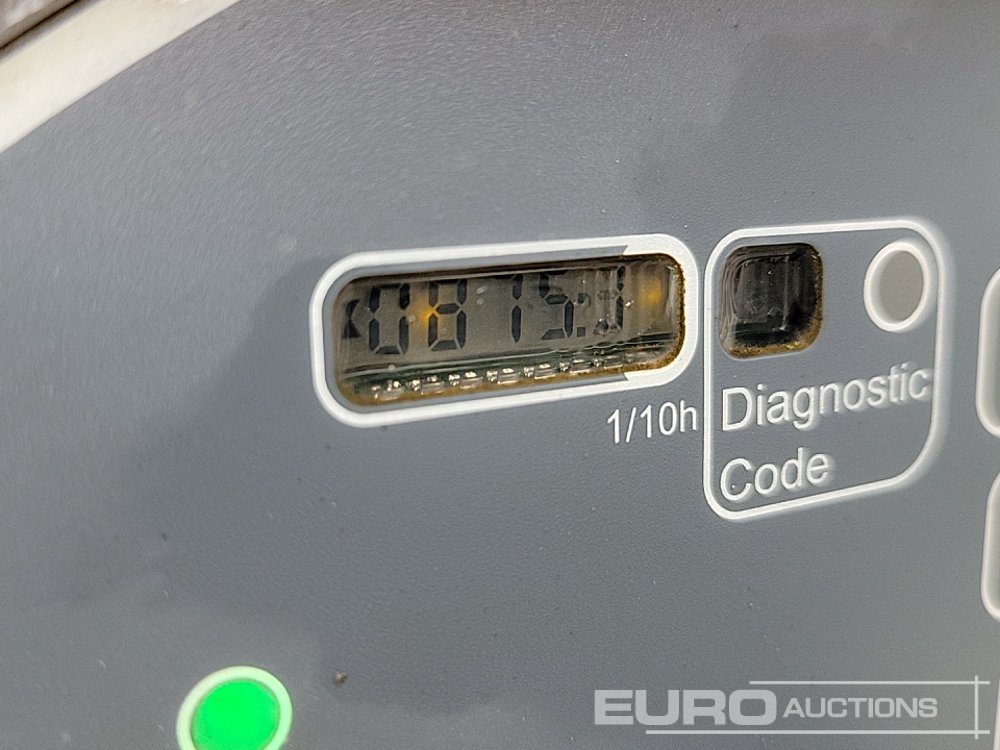 0815.
1/10h
Diagnostic
Code
EURO AUCTIONS